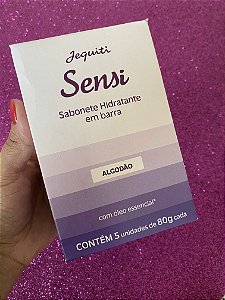 Jequiti
Sensi
Sabonete Hidratante
em barra
ALGODÃO
com óleo essencial*
CONTÉM 5 unidades de 80g cada